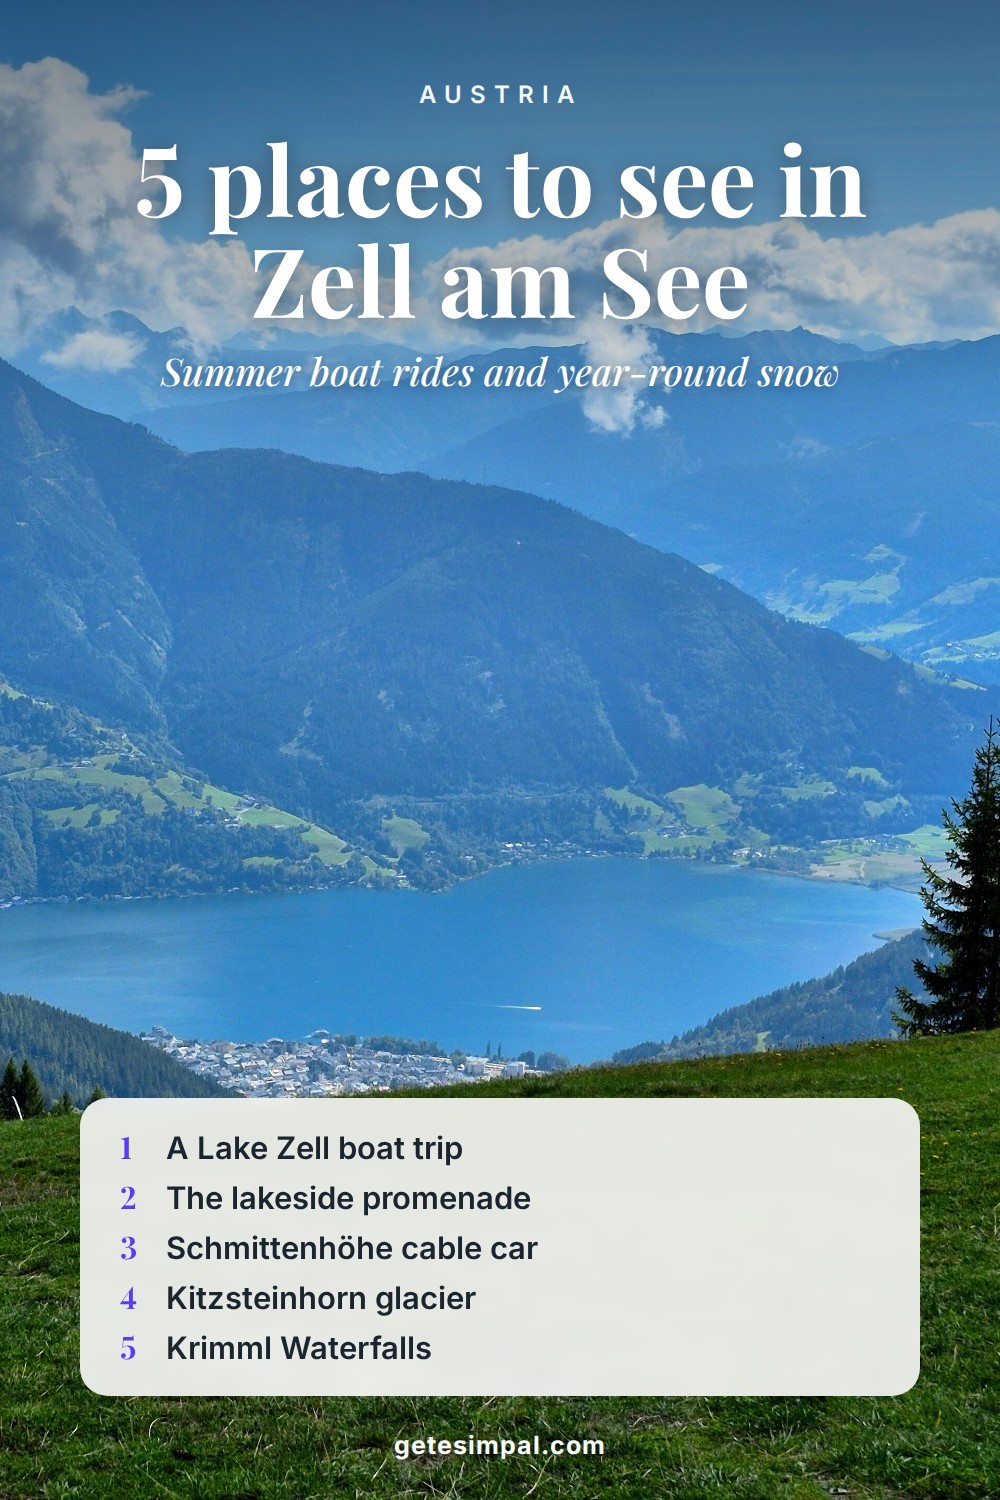 AUSTRIA
5 places to see in
Zell am See
Summer boat rides and year-round snow
1 A Lake Zell boat trip
2 The lakeside promenade
3 Schmittenhöhe cable car
4 Kitzsteinhorn glacier
5 Krimml Waterfalls
getesimpal.com